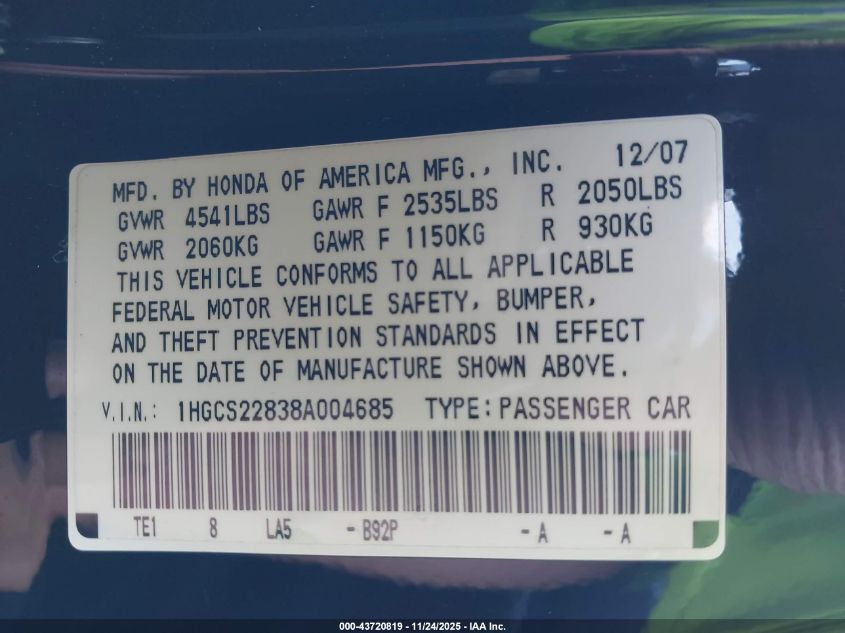 MFD. BY HONDA OF AMERICA MFG., INC. 12/07
GVWR 4541LBS GAWR F 2535LBS R 2050LBS
GVWR 2060KG GAWR F 1150KG R 930KG
THIS VEHICLE CONFORMS TO ALL APPLICABLE
FEDERAL MOTOR VEHICLE SAFETY, BUMPER,
AND THEFT PREVENTION STANDARDS IN EFFECT
ON THE DATE OF MANUFACTURE SHOWN ABOVE.
V.I.N.: 1HGCS22838A004685 TYPE: PASSENGER CAR
TE1 8 LA5 - B92P - A - A
000-43720819 - 11/24/2025 - IAA Inc.